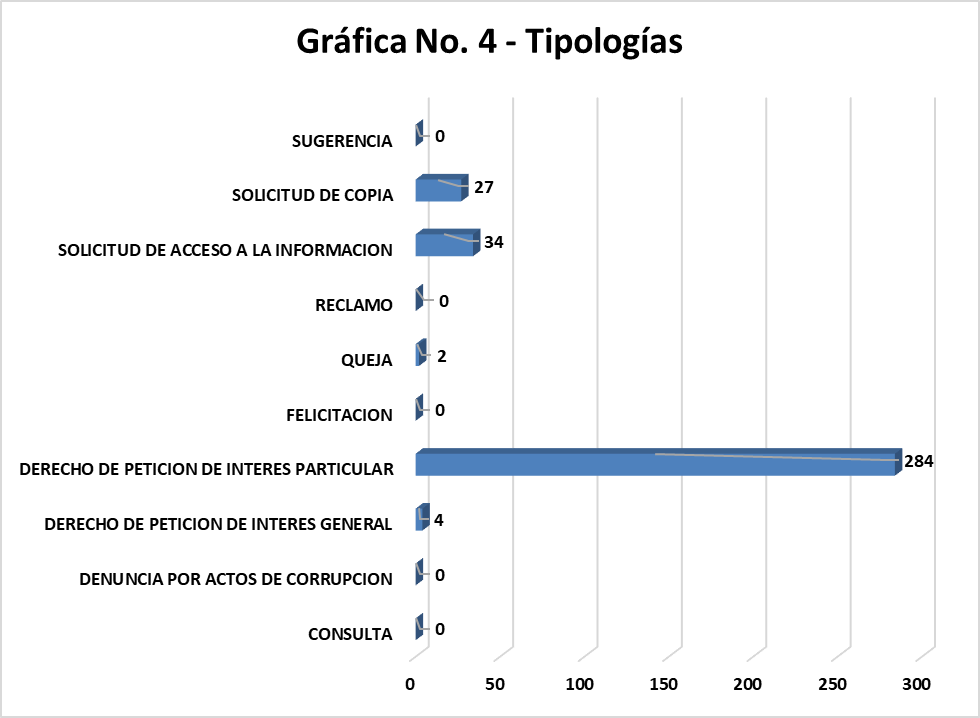 Gráfica No. 4 - Tipologías
SUGERENCIA 0
SOLICITUD DE COPIA 27
SOLICITUD DE ACCESO A LA INFORMACION 34
RECLAMO 0
QUEJA 2
FELICITACION 0
DERECHO DE PETICION DE INTERES PARTICULAR 284
DERECHO DE PETICION DE INTERES GENERAL 4
DENUNCIA POR ACTOS DE CORRUPCION 0
CONSULTA 0
0 50 100 150 200 250 300